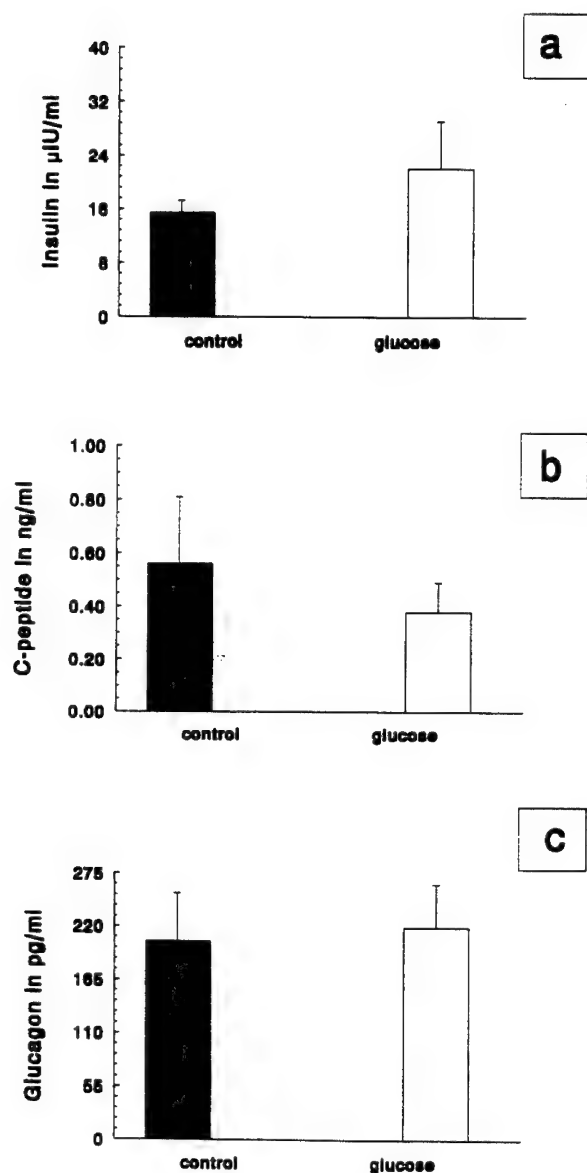 a
Insulin in µIU/ml
40
32
24
16
8
0
control glucose
b
C-peptide in ng/ml
1.00
0.80
0.60
0.40
0.20
0.00
control glucose
c
Glucagon in pg/ml
275
220
165
110
55
0
control glucose